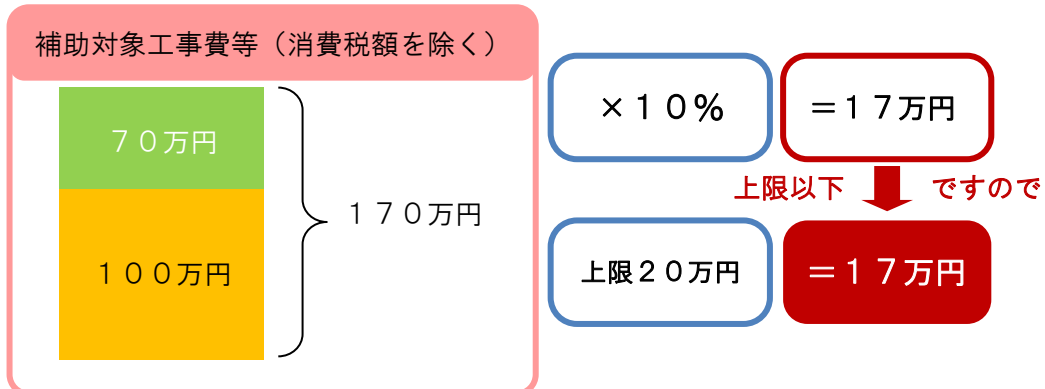 補助対象工事費等（消費税額を除く）
７０万円
１００万円
１７０万円
×１０％
＝１７万円
上限以下 ですので
上限２０万円
＝１７万円